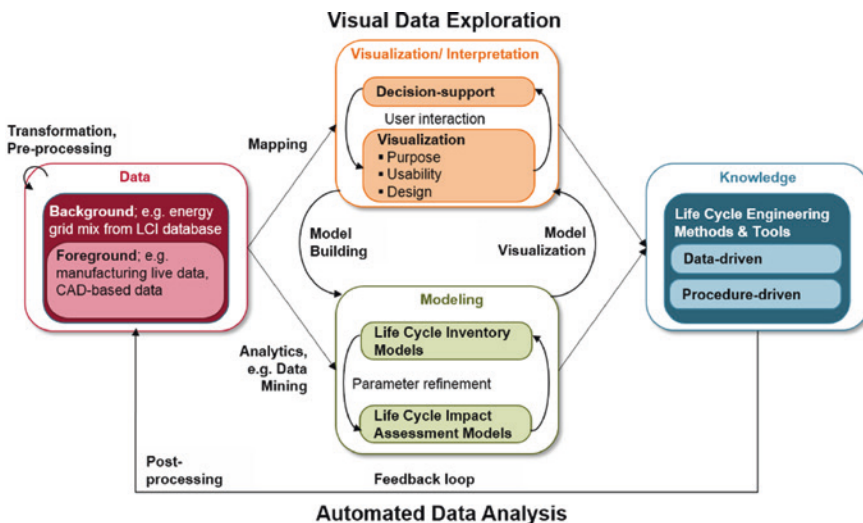 Visual Data Exploration
Visualization/ Interpretation
Decision-support
User interaction
Visualization
▪ Purpose
▪ Usability
▪ Design
Transformation,
Pre-processing
Mapping
Data
Background; e.g. energy
grid mix from LCI database
Foreground; e.g.
manufacturing live data,
CAD-based data
Model
Building
Model
Visualization
Knowledge
Life Cycle Engineering
Methods & Tools
Data-driven
Procedure-driven
Modeling
Life Cycle Inventory
Models
Parameter refinement
Life Cycle Impact
Assessment Models
Analytics,
e.g. Data
Mining
Post-
processing
Feedback loop
Automated Data Analysis